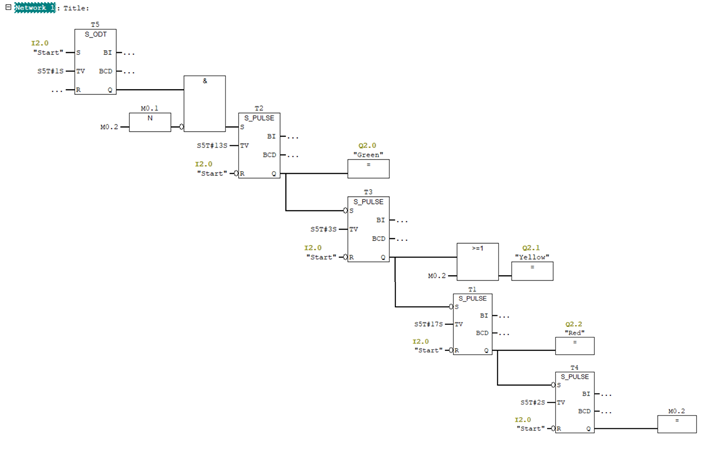 Network 1: Title:
T5
S_ODT
I2.0
"Start" S BI ...
S5T#1S TV BCD ...
... R Q
&
M0.1
N
M0.2
T2
S_PULSE
S
BI ...
S5T#13S TV
BCD ...
I2.0
"Start" R Q
Q2.0
"Green"
=
T3
S_PULSE
S
BI ...
S5T#3S TV
BCD ...
I2.0
"Start" R Q
>=1
M0.2
Q2.1
"Yellow"
=
T1
S_PULSE
S
BI ...
S5T#17S TV
BCD ...
I2.0
"Start" R Q
Q2.2
"Red"
=
T4
S_PULSE
S
BI ...
S5T#2S TV
BCD ...
I2.0
"Start" R Q
M0.2
=